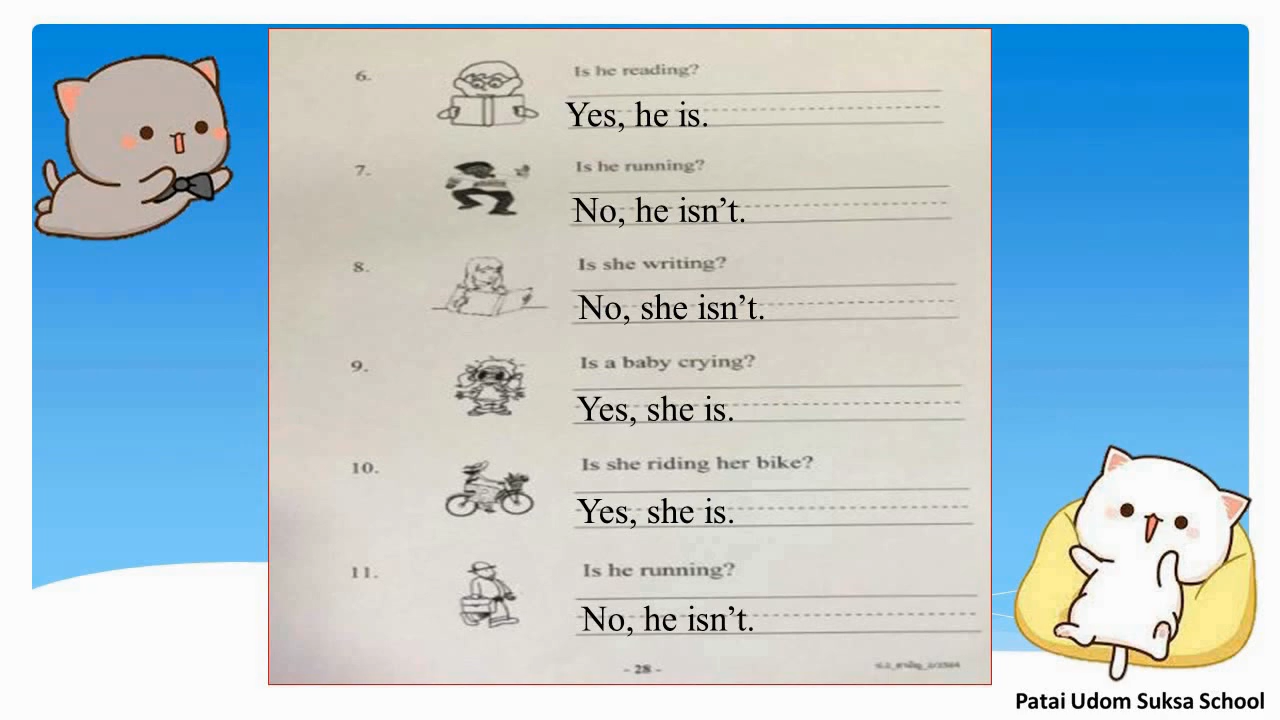 6.
Is he reading?
Yes, he is.
7.
Is he running?
No, he isn’t.
8.
Is she writing?
No, she isn’t.
9.
Is a baby crying?
Yes, she is.
10.
Is she riding her bike?
Yes, she is.
11.
Is he running?
No, he isn’t.
- 28 -
Patai Udom Suksa School